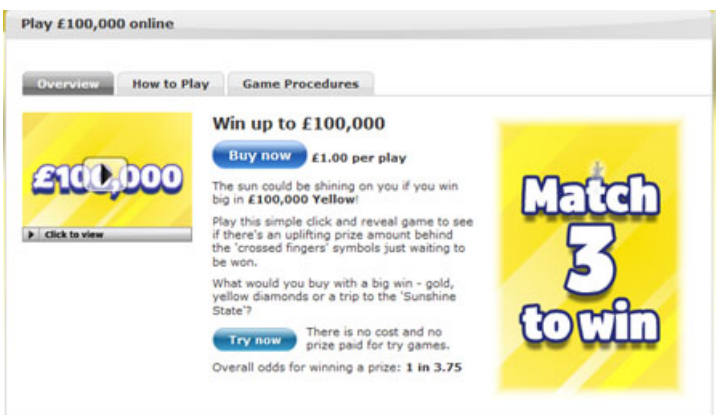 Play £100,000 online
Overview
How to Play
Game Procedures
£100,000
Click to view
Win up to £100,000
Buy now
£1.00 per play
The sun could be shining on you if you win
big in £100,000 Yellow!
Play this simple click and reveal game to see
if there's an uplifting prize amount behind
the 'crossed fingers' symbols just waiting to
be won.
What would you buy with a big win - gold,
yellow diamonds or a trip to the 'Sunshine
State'?
Try now
There is no cost and no
prize paid for try games.
Overall odds for winning a prize: 1 in 3.75
Match
3
to win